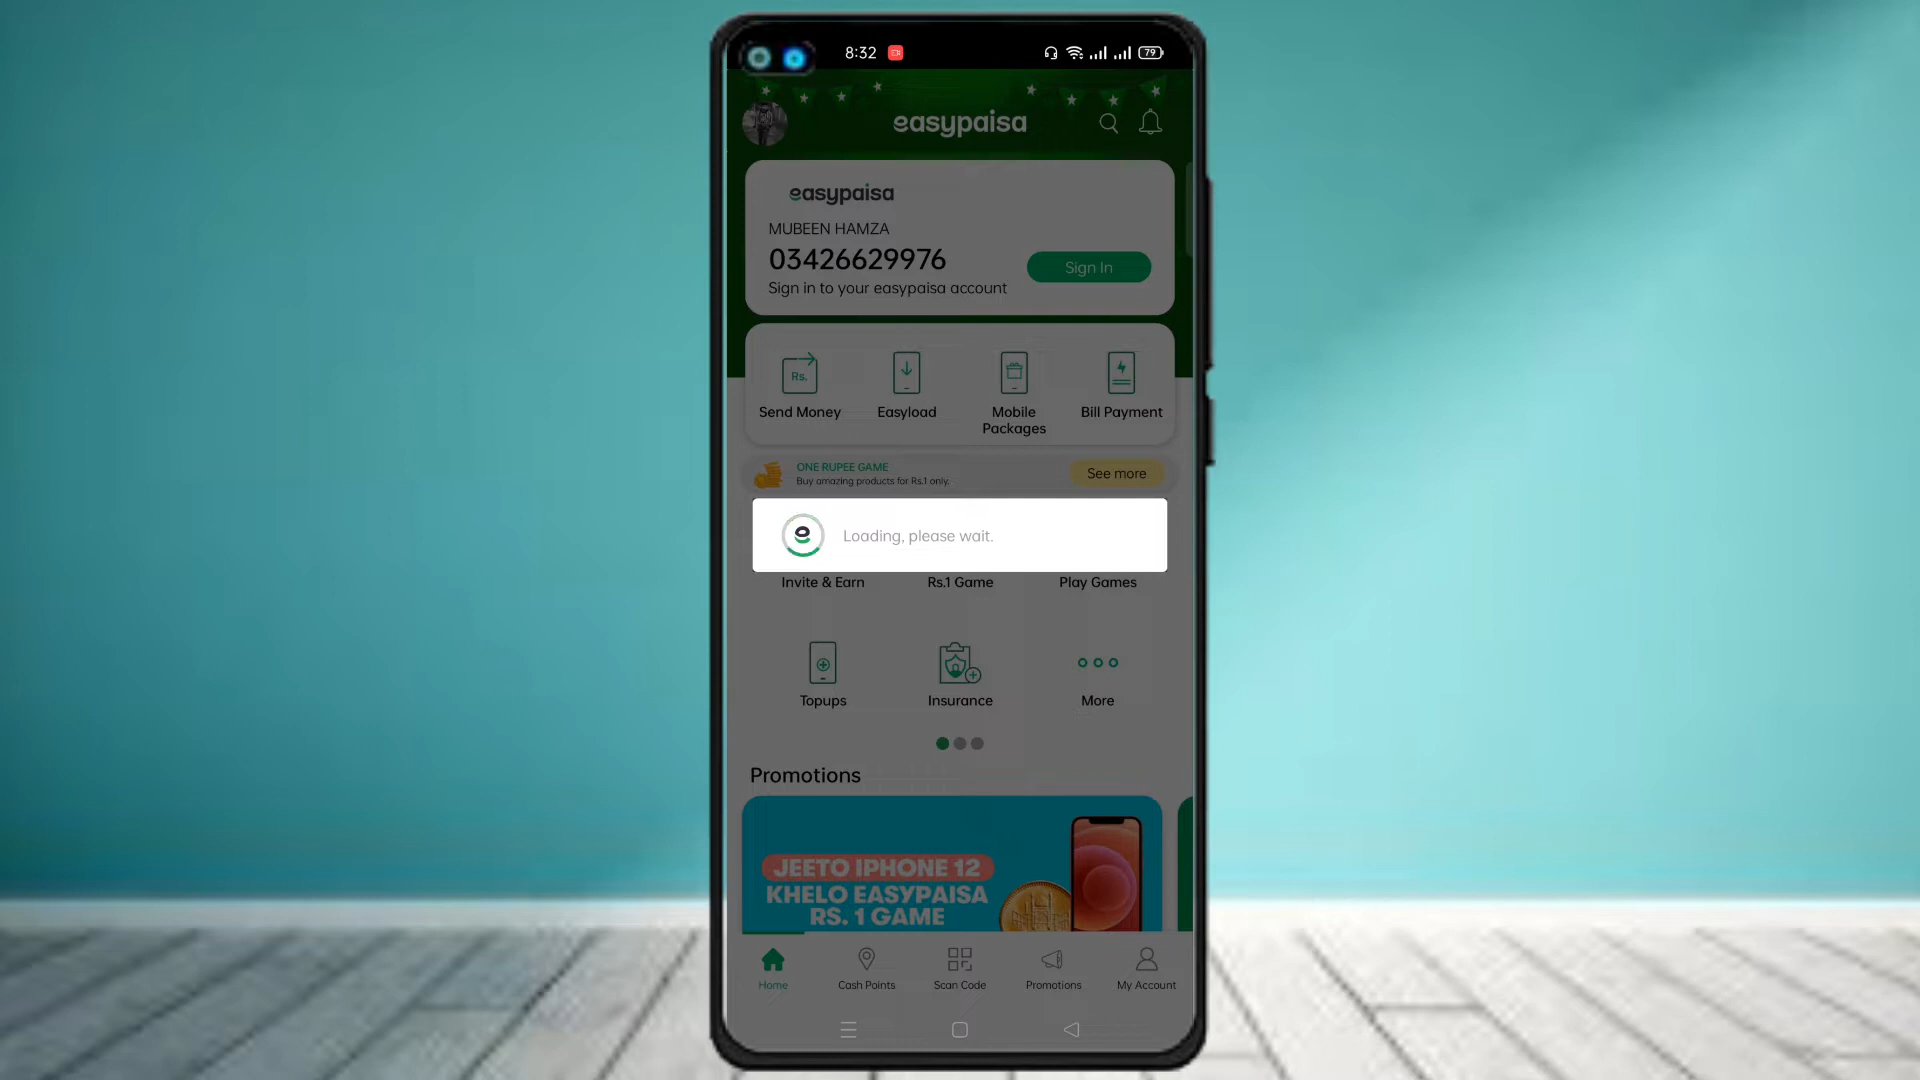 8:32
79
easypaisa
easypaisa
MUBEEN HAMZA
03426629976
Sign In
Sign in to your easypaisa account
Rs.
Send Money
Easyload
Mobile
Packages
Bill Payment
ONE RUPEE GAME
Buy amazing products for Rs.1 only.
See more
e
Loading, please wait.
Invite & Earn
Rs.1 Game
Play Games
Topups
Insurance
More
Promotions
JEETO IPHONE 12
KHELO EASYPAISA
RS. 1 GAME
Home
Cash Points
Scan Code
Promotions
My Account